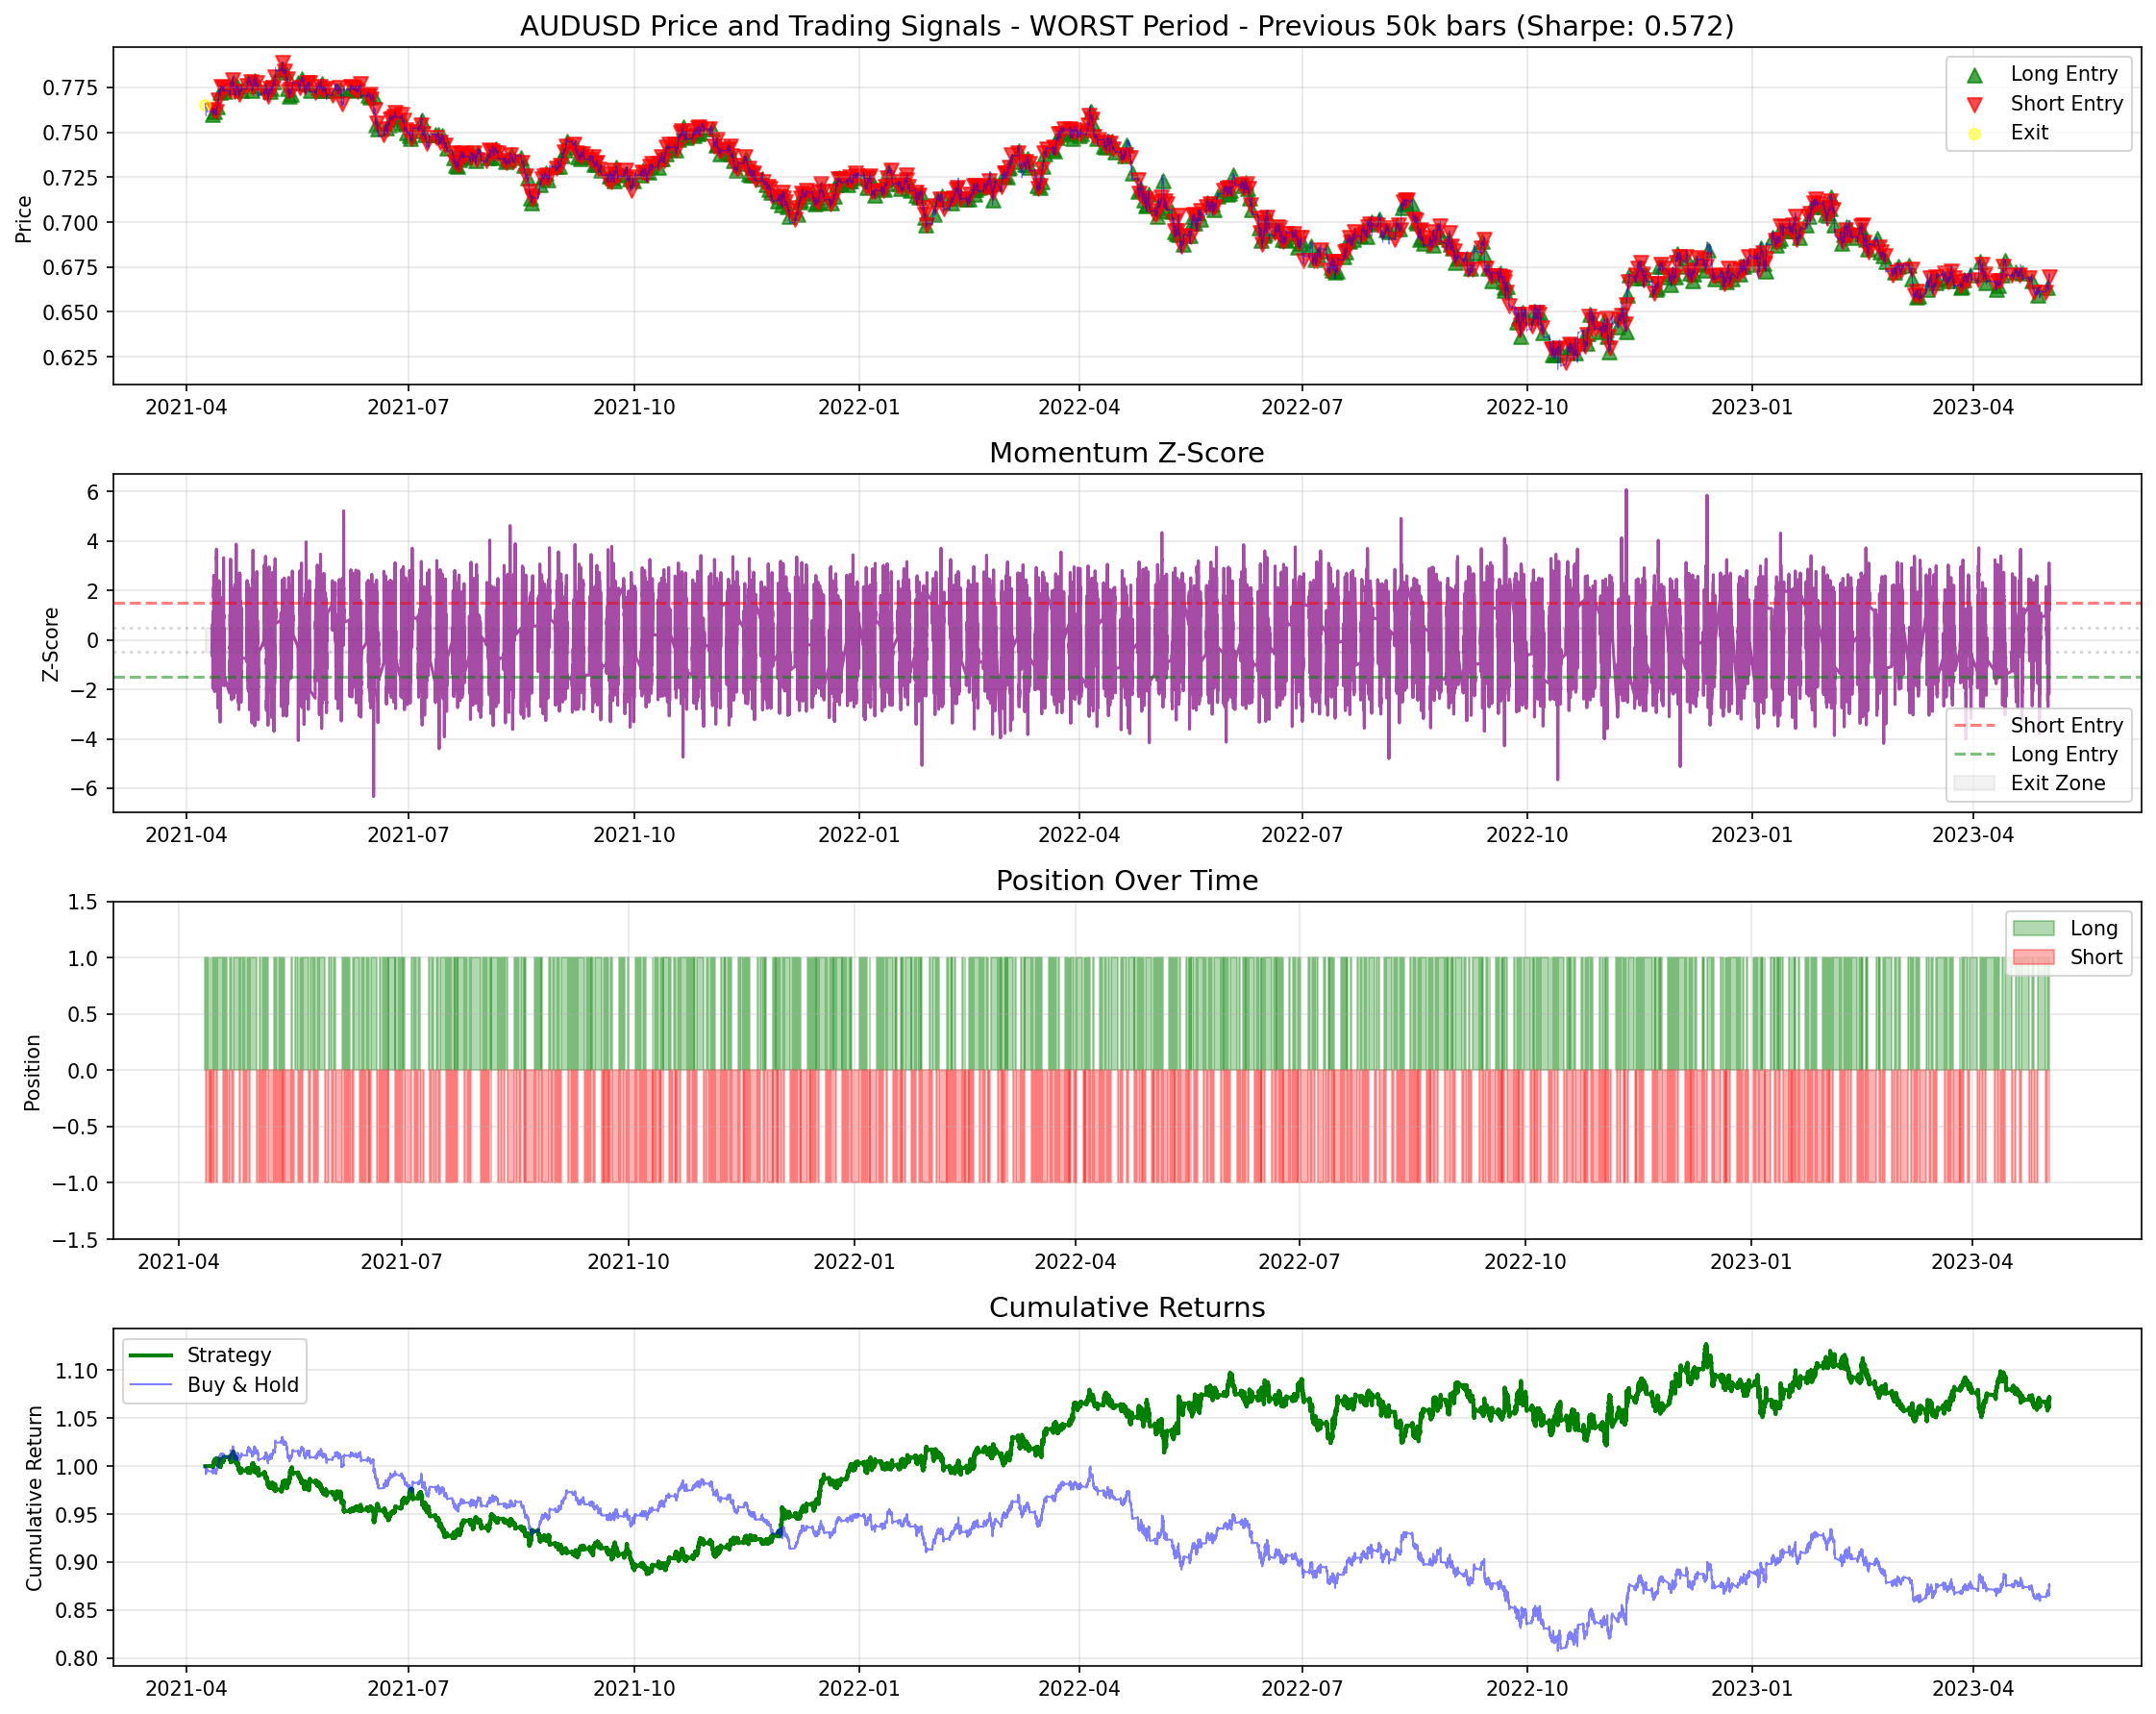 AUDUSD Price and Trading Signals - WORST Period - Previous 50k bars (Sharpe: 0.572)
Price
0.775
0.750
0.725
0.700
0.675
0.650
0.625
Long Entry
Short Entry
Exit
2021-04 2021-07 2021-10 2022-01 2022-04 2022-07 2022-10 2023-01 2023-04
Momentum Z-Score
Z-Score
6
4
2
0
−2
−4
−6
Short Entry
Long Entry
Exit Zone
2021-04 2021-07 2021-10 2022-01 2022-04 2022-07 2022-10 2023-01 2023-04
Position Over Time
Position
1.5
1.0
0.5
0.0
−0.5
−1.0
−1.5
Long
Short
2021-04 2021-07 2021-10 2022-01 2022-04 2022-07 2022-10 2023-01 2023-04
Cumulative Returns
Cumulative Return
Strategy
Buy & Hold
1.10
1.05
1.00
0.95
0.90
0.85
0.80
2021-04 2021-07 2021-10 2022-01 2022-04 2022-07 2022-10 2023-01 2023-04